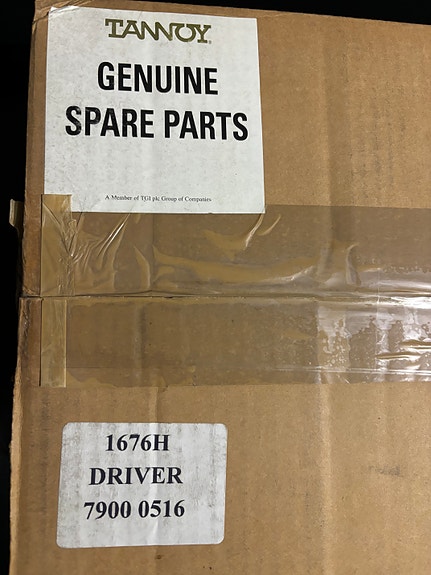 TANNOY
GENUINE
SPARE PARTS
A Member of TGI plc Group of Companies
1676H
DRIVER
7900 0516